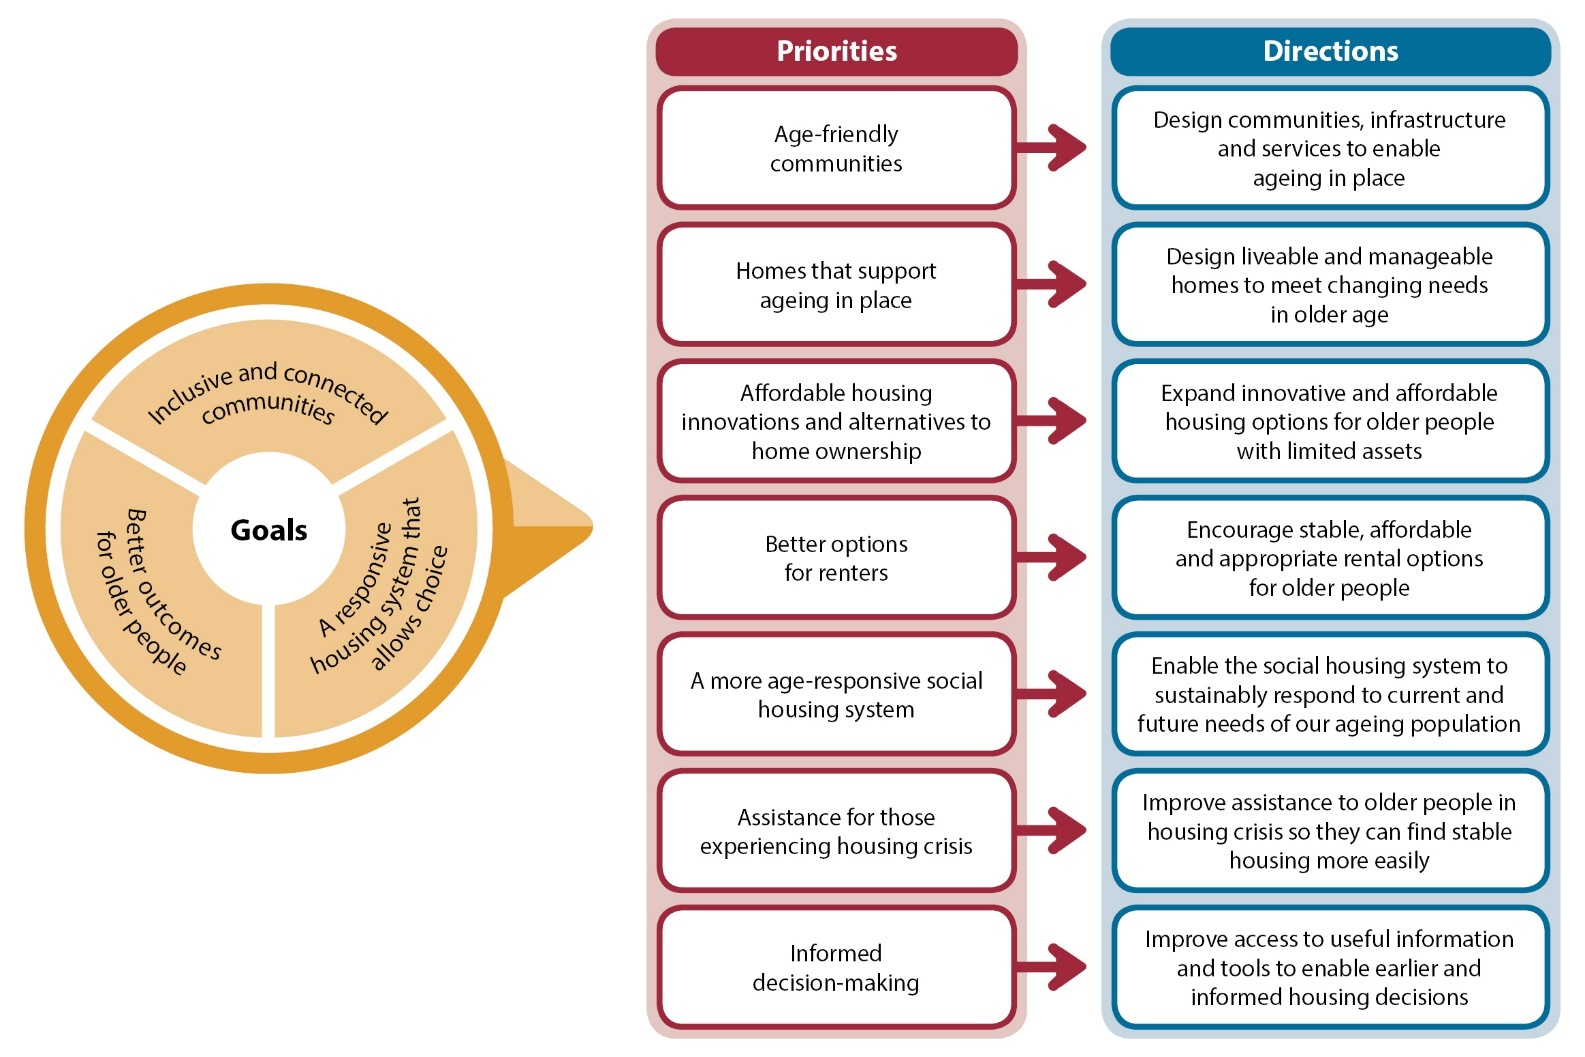 Inclusive and connected
communities
Better outcomes
for older people
Goals
A responsive
housing system that
allows choice
Priorities
Directions
Age-friendly
communities
Design communities, infrastructure
and services to enable
ageing in place
Homes that support
ageing in place
Design liveable and manageable
homes to meet changing needs
in older age
Affordable housing
innovations and alternatives to
home ownership
Expand innovative and affordable
housing options for older people
with limited assets
Better options
for renters
Encourage stable, affordable
and appropriate rental options
for older people
A more age-responsive social
housing system
Enable the social housing system to
sustainably respond to current and
future needs of our ageing population
Assistance for those
experiencing housing crisis
Improve assistance to older people in
housing crisis so they can find stable
housing more easily
Informed
decision-making
Improve access to useful information
and tools to enable earlier and
informed housing decisions